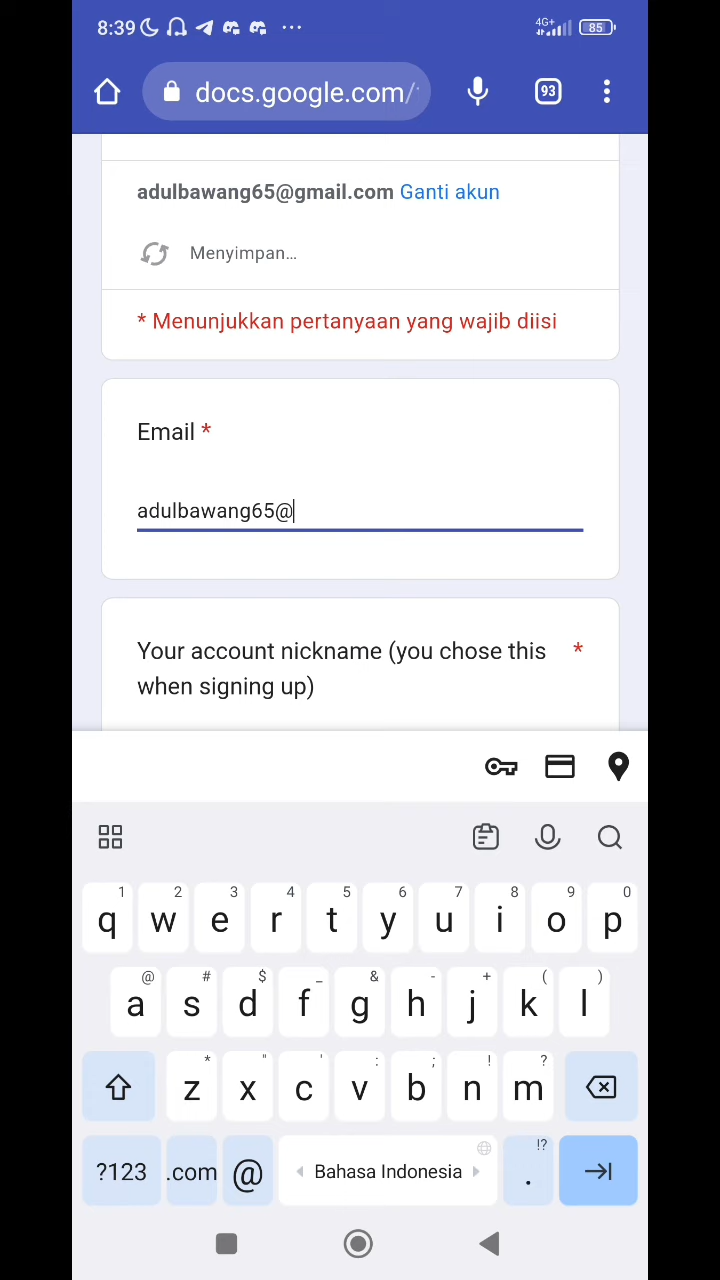 8:39 4G+ 85
docs.google.com/ 93
adulbawang65@gmail.com Ganti akun
Menyimpan...
* Menunjukkan pertanyaan yang wajib diisi
Email *
adulbawang65@
Your account nickname (you chose this *
when signing up)
1 2 3 4 5 6 7 8 9 0
q w e r t y u i o p
@ # $ _ & - + ( )
a s d f g h j k l
* " ' : ; ! ?
z x c v b n m
!?
?123 .com @ Bahasa Indonesia .